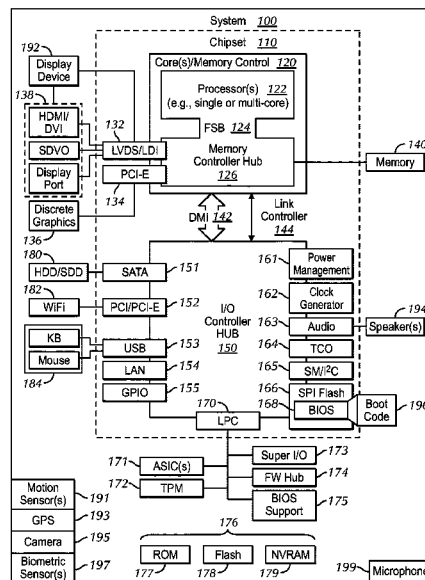 System 100
Chipset 110
192
Display Device
Core(s)/Memory Control 120
Processor(s) 122
(e.g., single or multi-core)
138
HDMI/DVI
132
FSB 124
SDVO
LVDS/LDI
Memory Controller Hub
126
140
Memory
Display Port
PCI-E
134
Discrete Graphics
136
DMI 142
Link Controller
144
180
HDD/SDD
SATA
151
161
Power Management
182
WiFi
PCI/PCI-E
152
162
Clock Generator
I/O Controller HUB
150
163
Audio
194
Speaker(s)
KB
Mouse
184
USB
153
164
TCO
LAN
154
165
SM/I²C
GPIO
155
166
SPI Flash
168
BIOS
Boot Code
196
170
LPC
171
ASIC(s)
Super I/O
173
172
TPM
FW Hub
174
BIOS Support
175
Motion Sensor(s)
191
GPS
193
Camera
195
Biometric Sensor(s)
197
176
ROM
177
Flash
178
NVRAM
179
199
Microphone